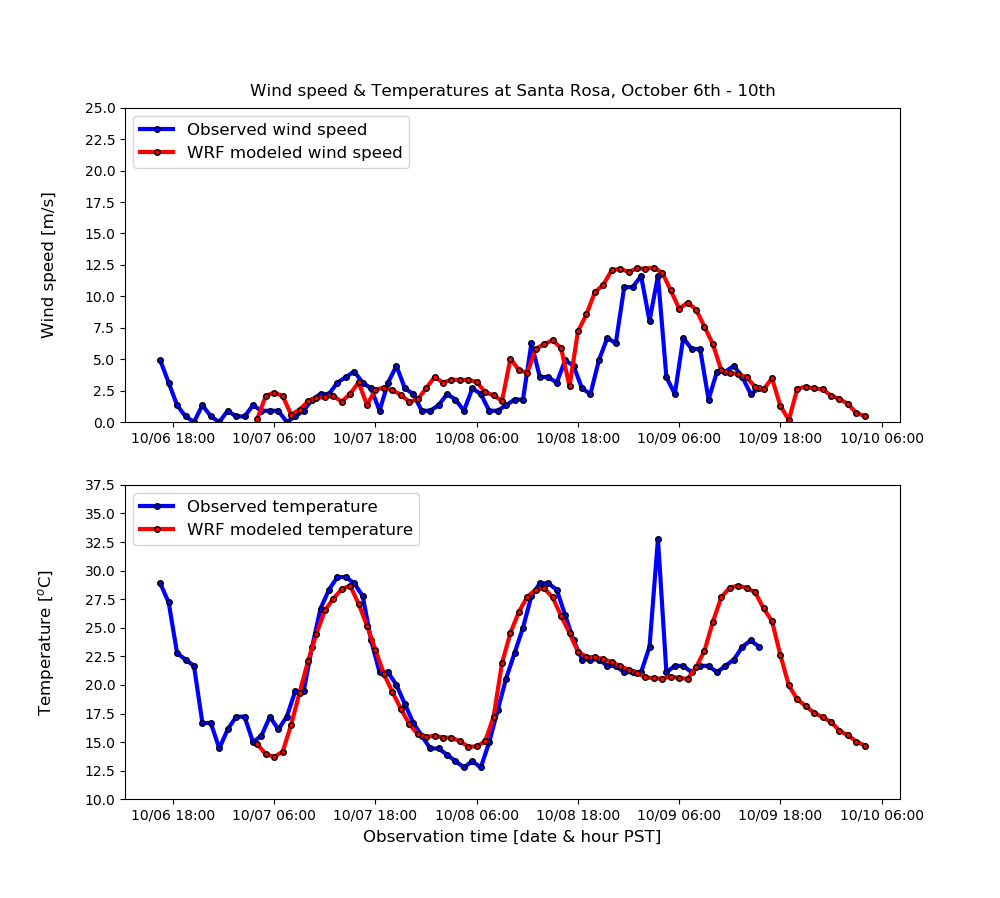 Wind speed & Temperatures at Santa Rosa, October 6th - 10th
25.0
22.5
20.0
17.5
15.0
12.5
10.0
7.5
5.0
2.5
0.0
Wind speed [m/s]
Observed wind speed
WRF modeled wind speed
10/06 18:00 10/07 06:00 10/07 18:00 10/08 06:00 10/08 18:00 10/09 06:00 10/09 18:00 10/10 06:00
37.5
35.0
32.5
30.0
27.5
25.0
22.5
20.0
17.5
15.0
12.5
10.0
Temperature [°C]
Observed temperature
WRF modeled temperature
10/06 18:00 10/07 06:00 10/07 18:00 10/08 06:00 10/08 18:00 10/09 06:00 10/09 18:00 10/10 06:00
Observation time [date & hour PST]